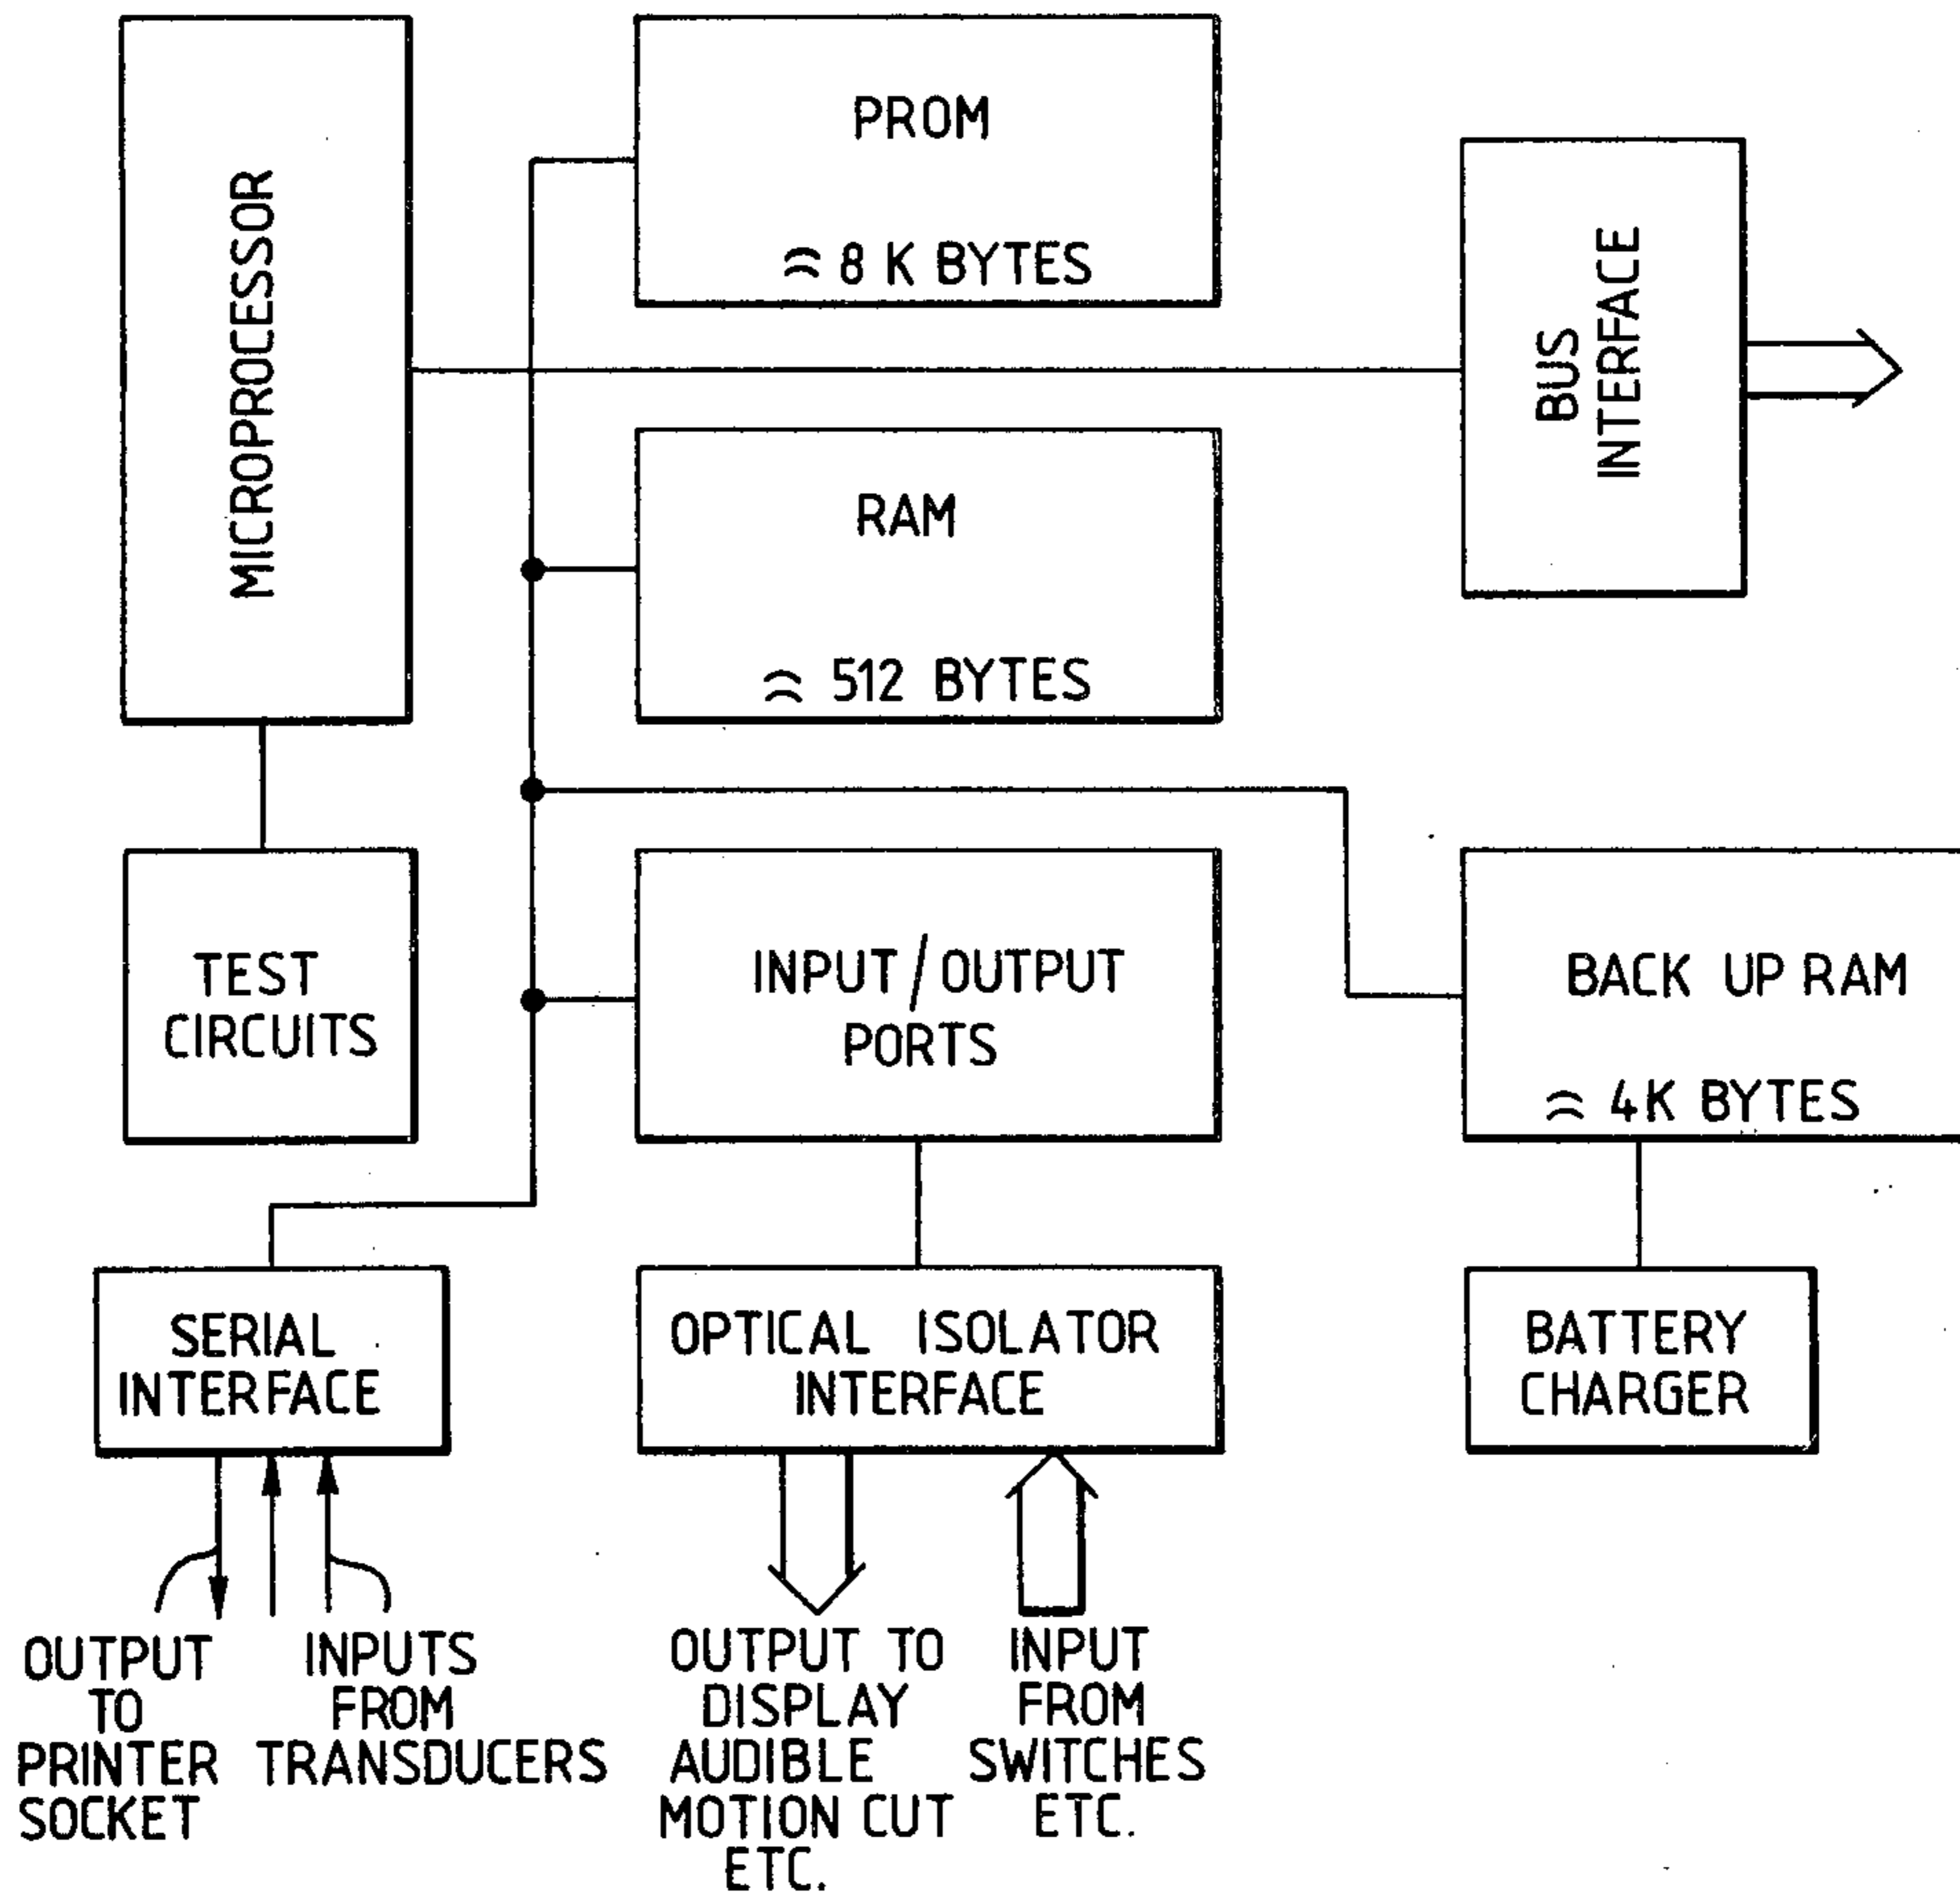 MICROPROCESSOR
PROM
≈ 8 K BYTES
BUS
INTERFACE
RAM
≈ 512 BYTES
TEST
CIRCUITS
INPUT/OUTPUT
PORTS
BACK UP RAM
≈ 4K BYTES
SERIAL
INTERFACE
OPTICAL ISOLATOR
INTERFACE
BATTERY
CHARGER
OUTPUT
TO
PRINTER
SOCKET
INPUTS
FROM
TRANSDUCERS
OUTPUT TO
DISPLAY
AUDIBLE
MOTION CUT
ETC.
INPUT
FROM
SWITCHES
ETC.